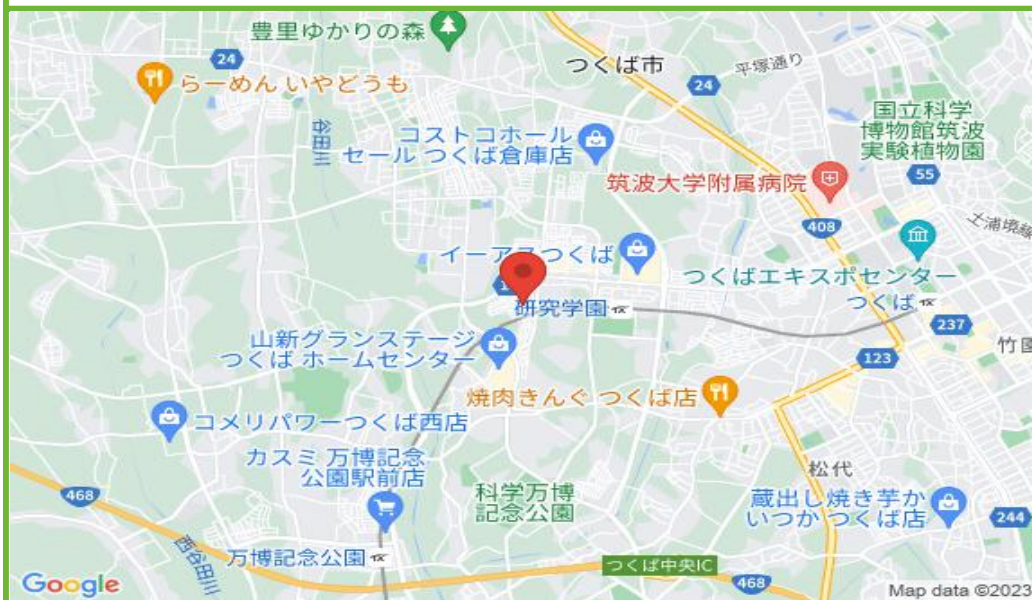 豊里ゆかりの森
つくば市
平塚通り
24
24
らーめん いやどうも
谷田川
コストコホール
セール つくば倉庫店
国立科学
博物館筑波
実験植物園
55
筑波大学附属病院
408
土浦境線
イーアスつくば
つくばエキスポセンター
つくば
研究学園
237
竹園
123
山新グランステージ
つくば ホームセンター
焼肉きんぐ つくば店
コメリパワーつくば西店
カスミ 万博記念
公園駅前店
松代
468
科学万博
記念公園
蔵出し焼き芋か
いつか つくば店
244
西谷田川
万博記念公園
つくば中央IC
468
Google
Map data ©2023